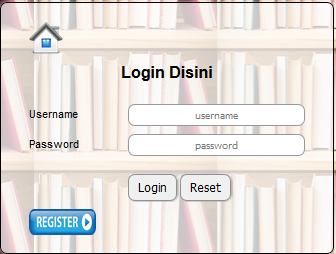 Login Disini
Username username
Password password
Login Reset
REGISTER